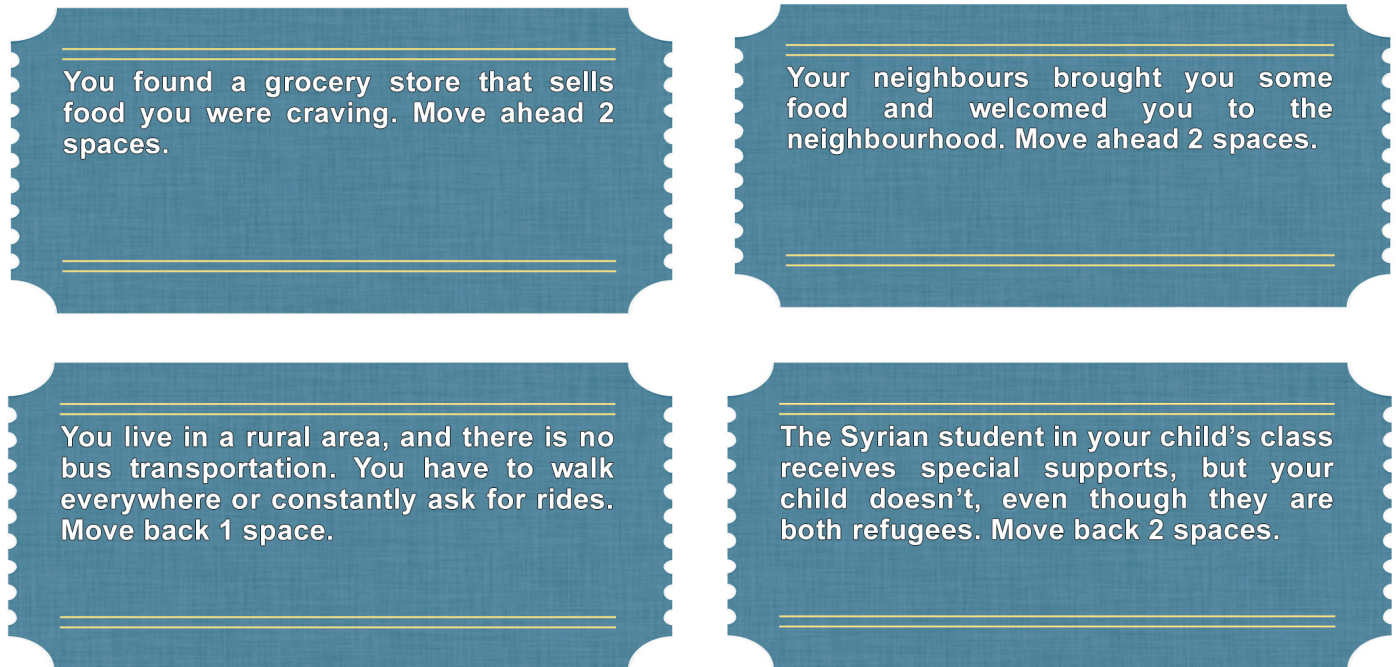 You found a grocery store that sells
food you were craving. Move ahead 2
spaces.
Your neighbours brought you some
food and welcomed you to the
neighbourhood. Move ahead 2 spaces.
You live in a rural area, and there is no
bus transportation. You have to walk
everywhere or constantly ask for rides.
Move back 1 space.
The Syrian student in your child’s class
receives special supports, but your
child doesn’t, even though they are
both refugees. Move back 2 spaces.